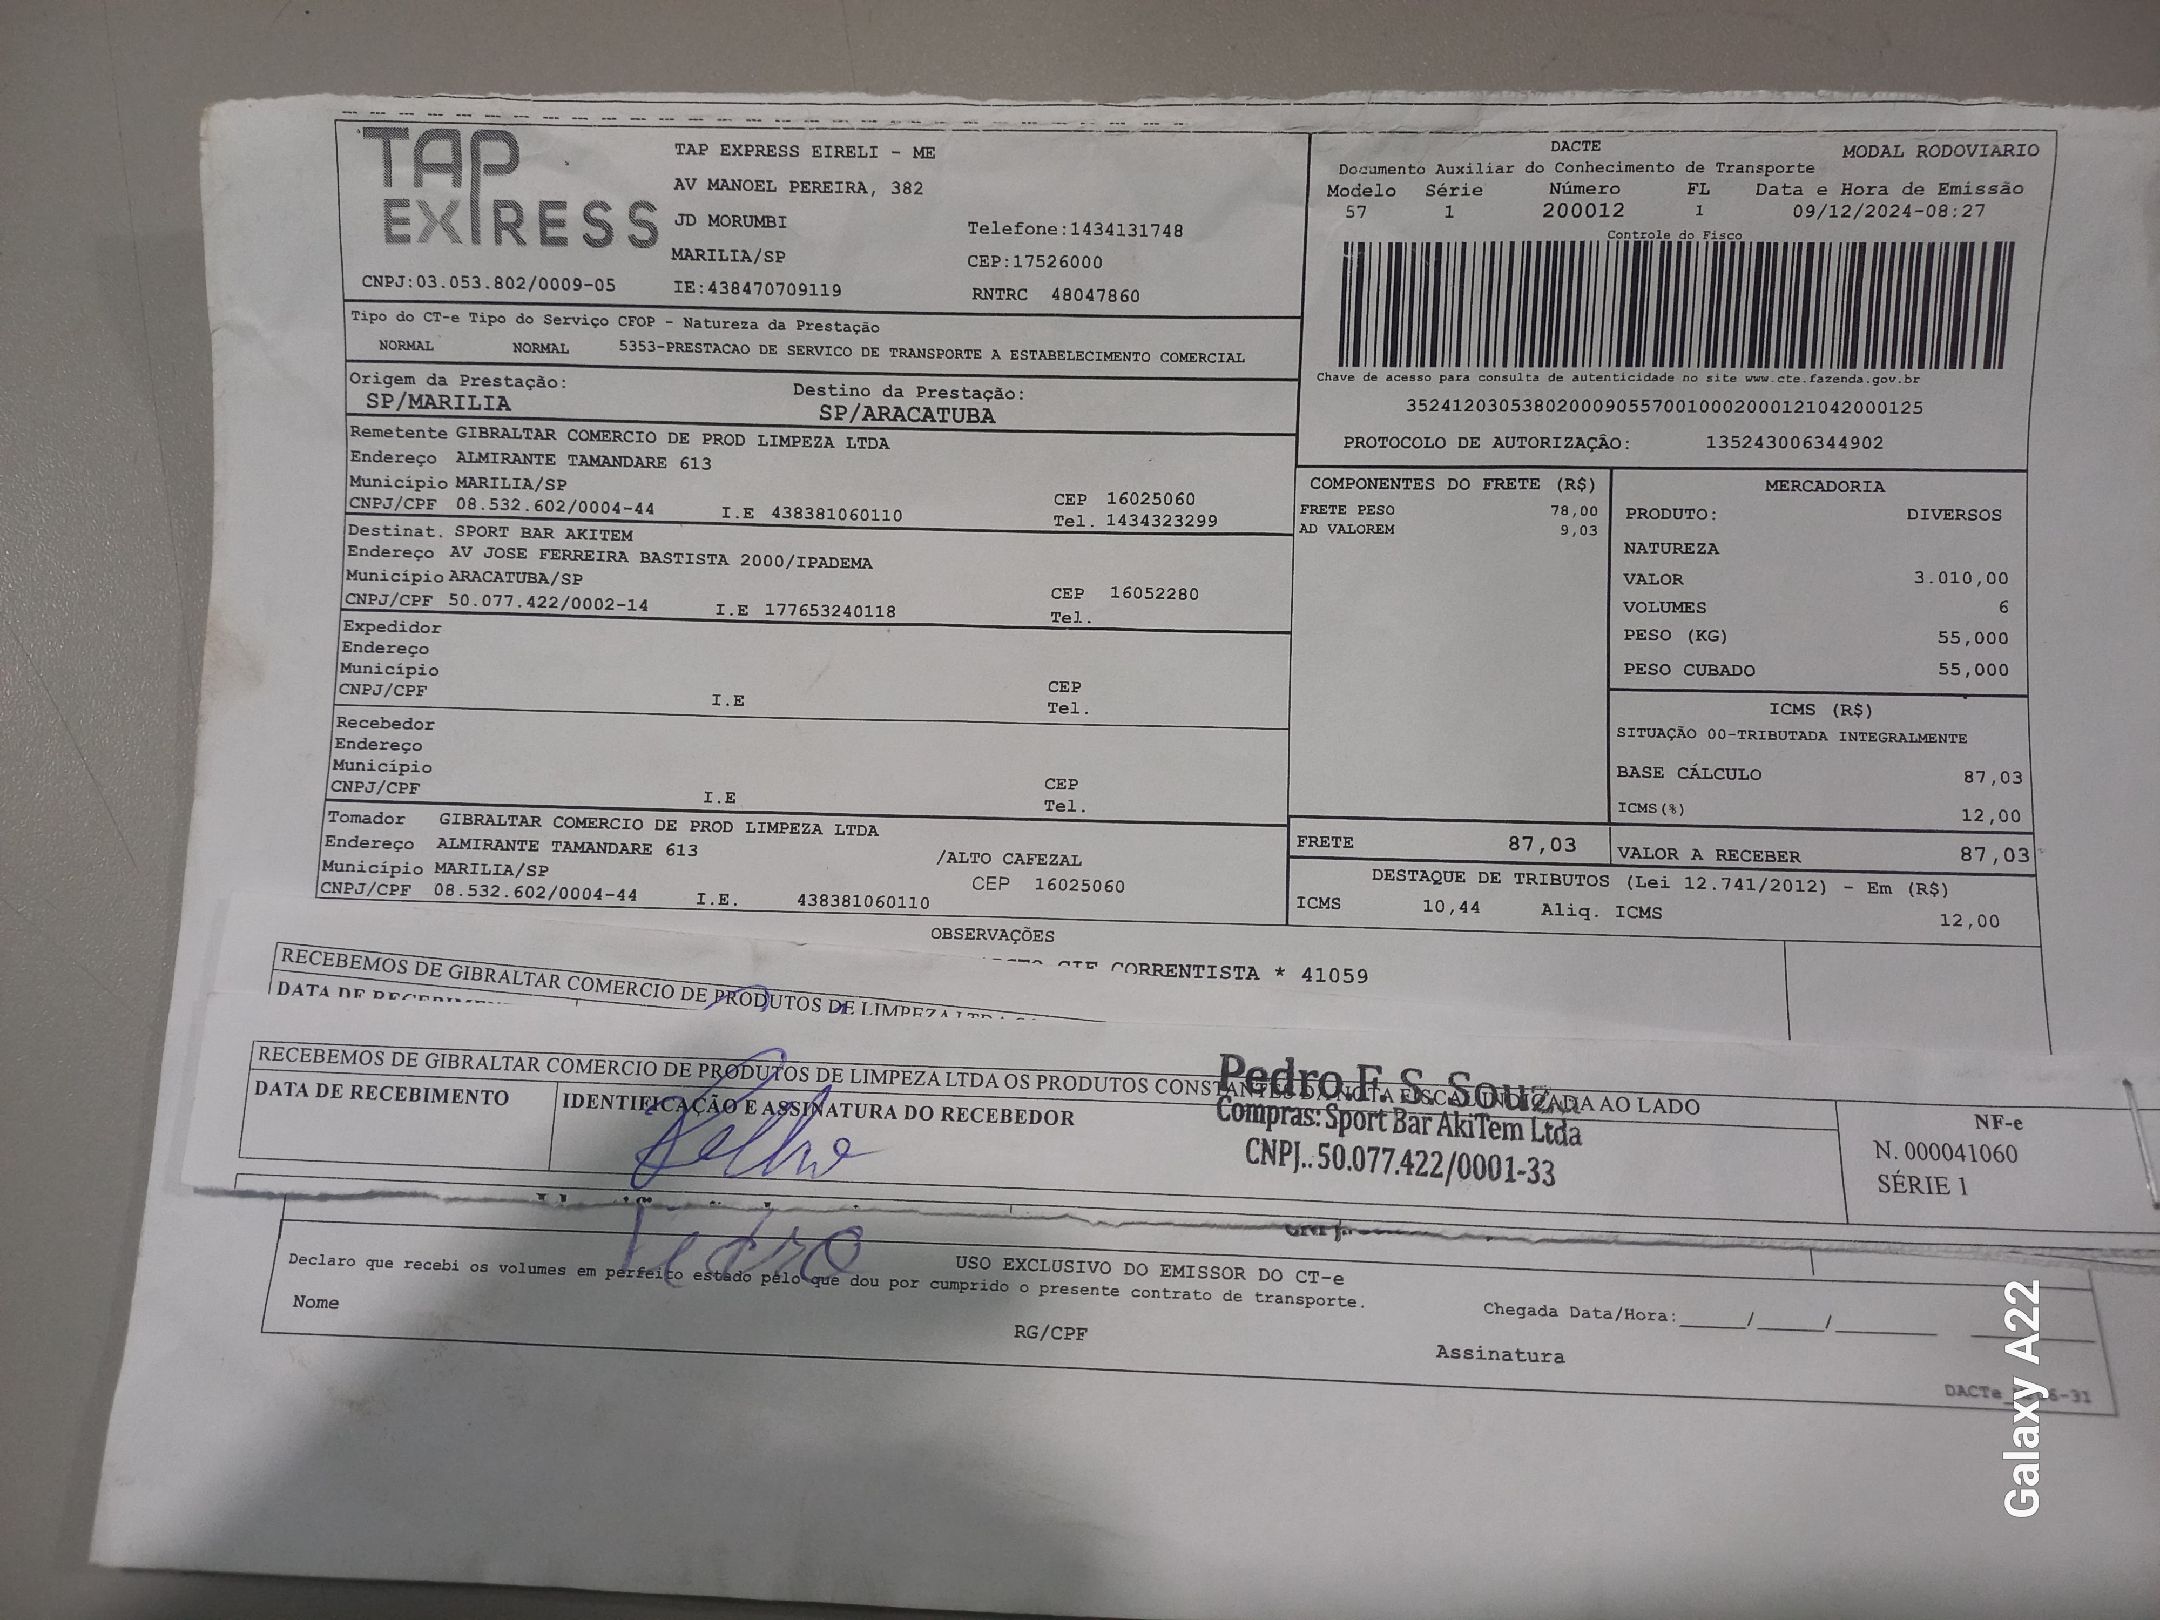 TAP
EXPRESS
TAP EXPRESS EIRELI - ME
AV MANOEL PEREIRA, 382
JD MORUMBI
Telefone:1434131748
MARILIA/SP
CEP:17526000
CNPJ:03.053.802/0009-05
IE:438470709119
RNTRC 48047860
DACTE
MODAL RODOVIARIO
Documento Auxiliar do Conhecimento de Transporte
Modelo Série Número FL Data e Hora de Emissão
57 1 200012 1 09/12/2024-08:27
Controle do Fisco
Chave de acesso para consulta de autenticidade no site www.cte.fazenda.gov.br
35241203053802000905570010002000121042000125
PROTOCOLO DE AUTORIZAÇÃO: 135243006344902
Tipo do CT-e Tipo do Serviço CFOP - Natureza da Prestação
NORMAL NORMAL 5353-PRESTACAO DE SERVICO DE TRANSPORTE A ESTABELECIMENTO COMERCIAL
Origem da Prestação: Destino da Prestação:
SP/MARILIA SP/ARACATUBA
Remetente GIBRALTAR COMERCIO DE PROD LIMPEZA LTDA
Endereço ALMIRANTE TAMANDARE 613
Município MARILIA/SP CEP 16025060
CNPJ/CPF 08.532.602/0004-44 I.E 438381060110 Tel. 1434323299
Destinat. SPORT BAR AKITEM
Endereço AV JOSE FERREIRA BASTISTA 2000/IPADEMA
Município ARACATUBA/SP CEP 16052280
CNPJ/CPF 50.077.422/0002-14 I.E 177653240118 Tel.
Expedidor
Endereço
Município CEP
CNPJ/CPF I.E Tel.
Recebedor
Endereço
Município CEP
CNPJ/CPF I.E Tel.
Tomador GIBRALTAR COMERCIO DE PROD LIMPEZA LTDA
Endereço ALMIRANTE TAMANDARE 613 /ALTO CAFEZAL
Município MARILIA/SP CEP 16025060
CNPJ/CPF 08.532.602/0004-44 I.E. 438381060110
COMPONENTES DO FRETE (R$)
FRETE PESO 78,00
AD VALOREM 9,03
MERCADORIA
PRODUTO: DIVERSOS
NATUREZA
VALOR 3.010,00
VOLUMES 6
PESO (KG) 55,000
PESO CUBADO 55,000
ICMS (R$)
SITUAÇÃO 00-TRIBUTADA INTEGRALMENTE
BASE CÁLCULO 87,03
ICMS(%) 12,00
FRETE 87,03 VALOR A RECEBER 87,03
DESTAQUE DE TRIBUTOS (Lei 12.741/2012) - Em (R$)
ICMS 10,44 Aliq. ICMS 12,00
OBSERVAÇÕES
CIF CORRENTISTA * 41059
RECEBEMOS DE GIBRALTAR COMERCIO DE PRODUTOS DE LIMPEZA LTDA
DATA DE RECEBIMENTO
RECEBEMOS DE GIBRALTAR COMERCIO DE PRODUTOS DE LIMPEZA LTDA OS PRODUTOS CONSTANTES DA NOTA FISCAL INDICADA AO LADO
DATA DE RECEBIMENTO
IDENTIFICAÇÃO E ASSINATURA DO RECEBEDOR
Pedro F. S. Souza
Compras: Sport Bar AkiTem Ltda
CNPJ.. 50.077.422/0001-33
NF-e
N. 000041060
SÉRIE 1
Pedro
USO EXCLUSIVO DO EMISSOR DO CT-e
Declaro que recebi os volumes em perfeito estado pelo que dou por cumprido o presente contrato de transporte.
Nome
RG/CPF
Chegada Data/Hora:_____/_____/________
Assinatura
Galaxy A22